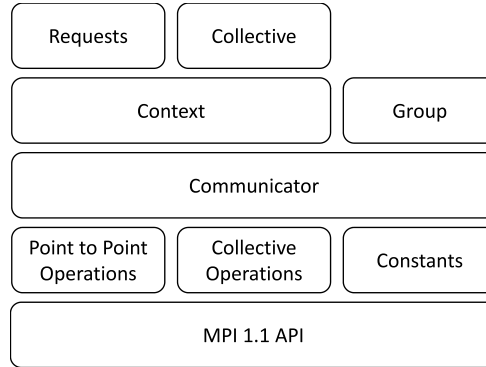 Requests
Collective
Context
Group
Communicator
Point to Point
Operations
Collective
Operations
Constants
MPI 1.1 API